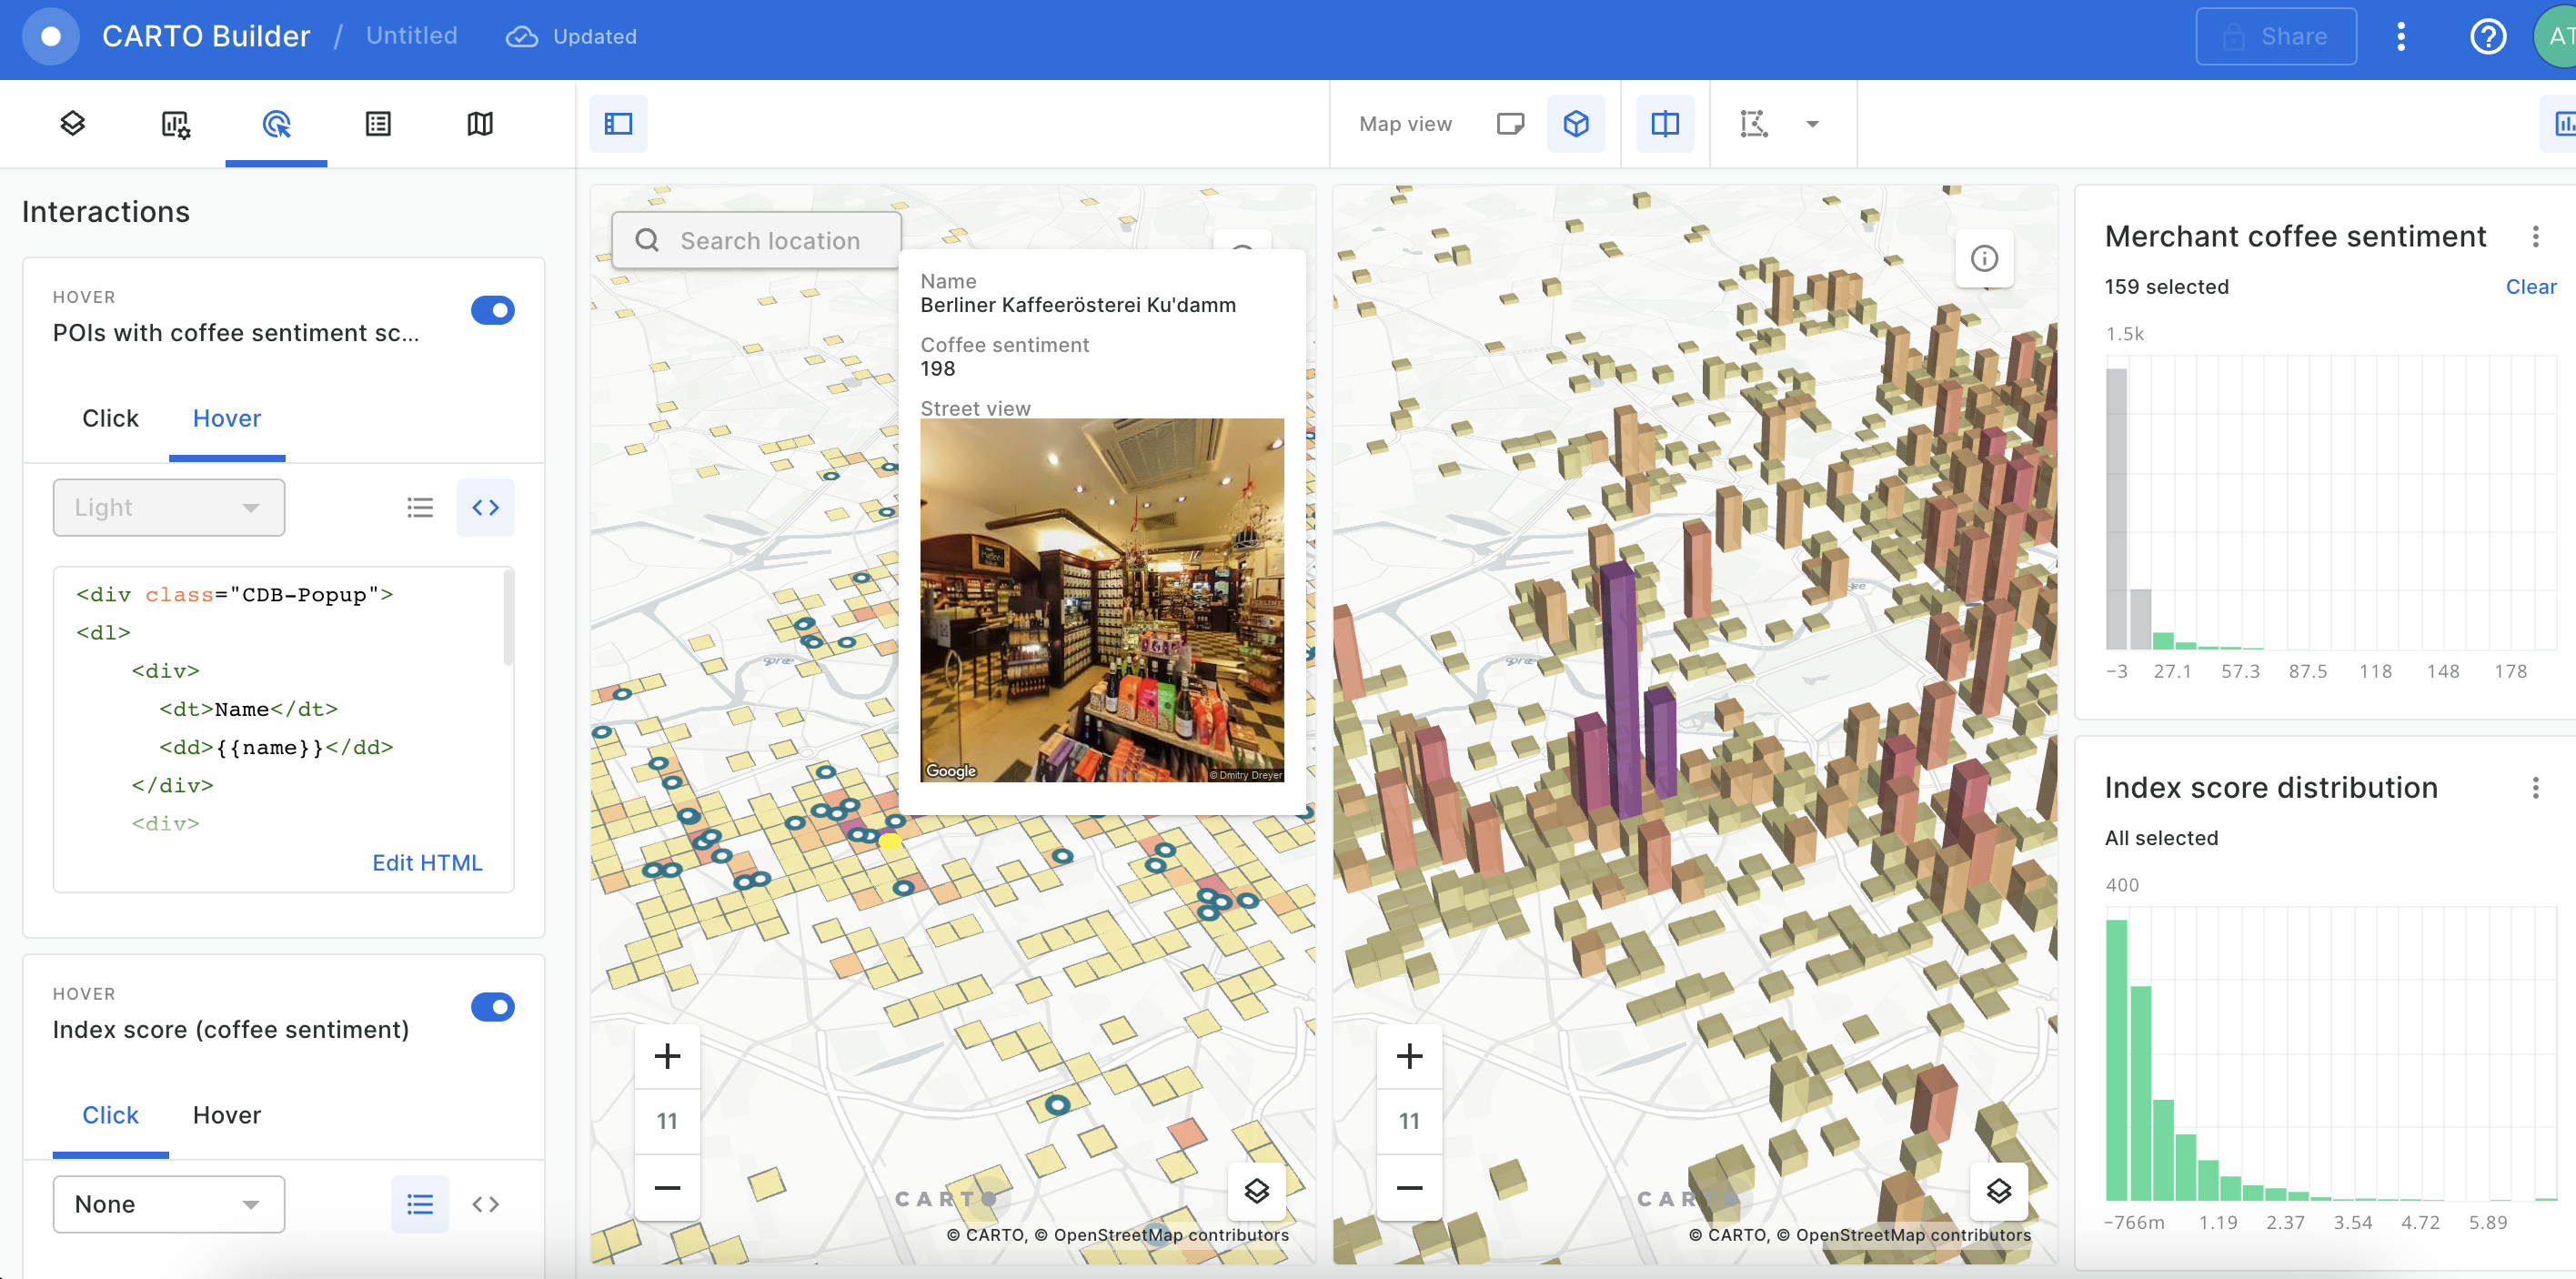 CARTO Builder / Untitled Updated Share AT
Map view
Interactions
HOVER
POIs with coffee sentiment sc...
Click Hover
Light
<div class="CDB-Popup">
<dl>
<div>
<dt>Name</dt>
<dd>{{name}}</dd>
</div>
<div>
Edit HTML
HOVER
Index score (coffee sentiment)
Click Hover
None
Search location
Name
Berliner Kaffeerösterei Ku'damm
Coffee sentiment
198
Street view
Google
© Dmitry Dreyer
Spree
11
CARTO
© CARTO, © OpenStreetMap contributors
Spree
11
CARTO
© CARTO, © OpenStreetMap contributors
Merchant coffee sentiment
159 selected Clear
1.5k
−3 27.1 57.3 87.5 118 148 178
Index score distribution
All selected
400
−766m 1.19 2.37 3.54 4.72 5.89